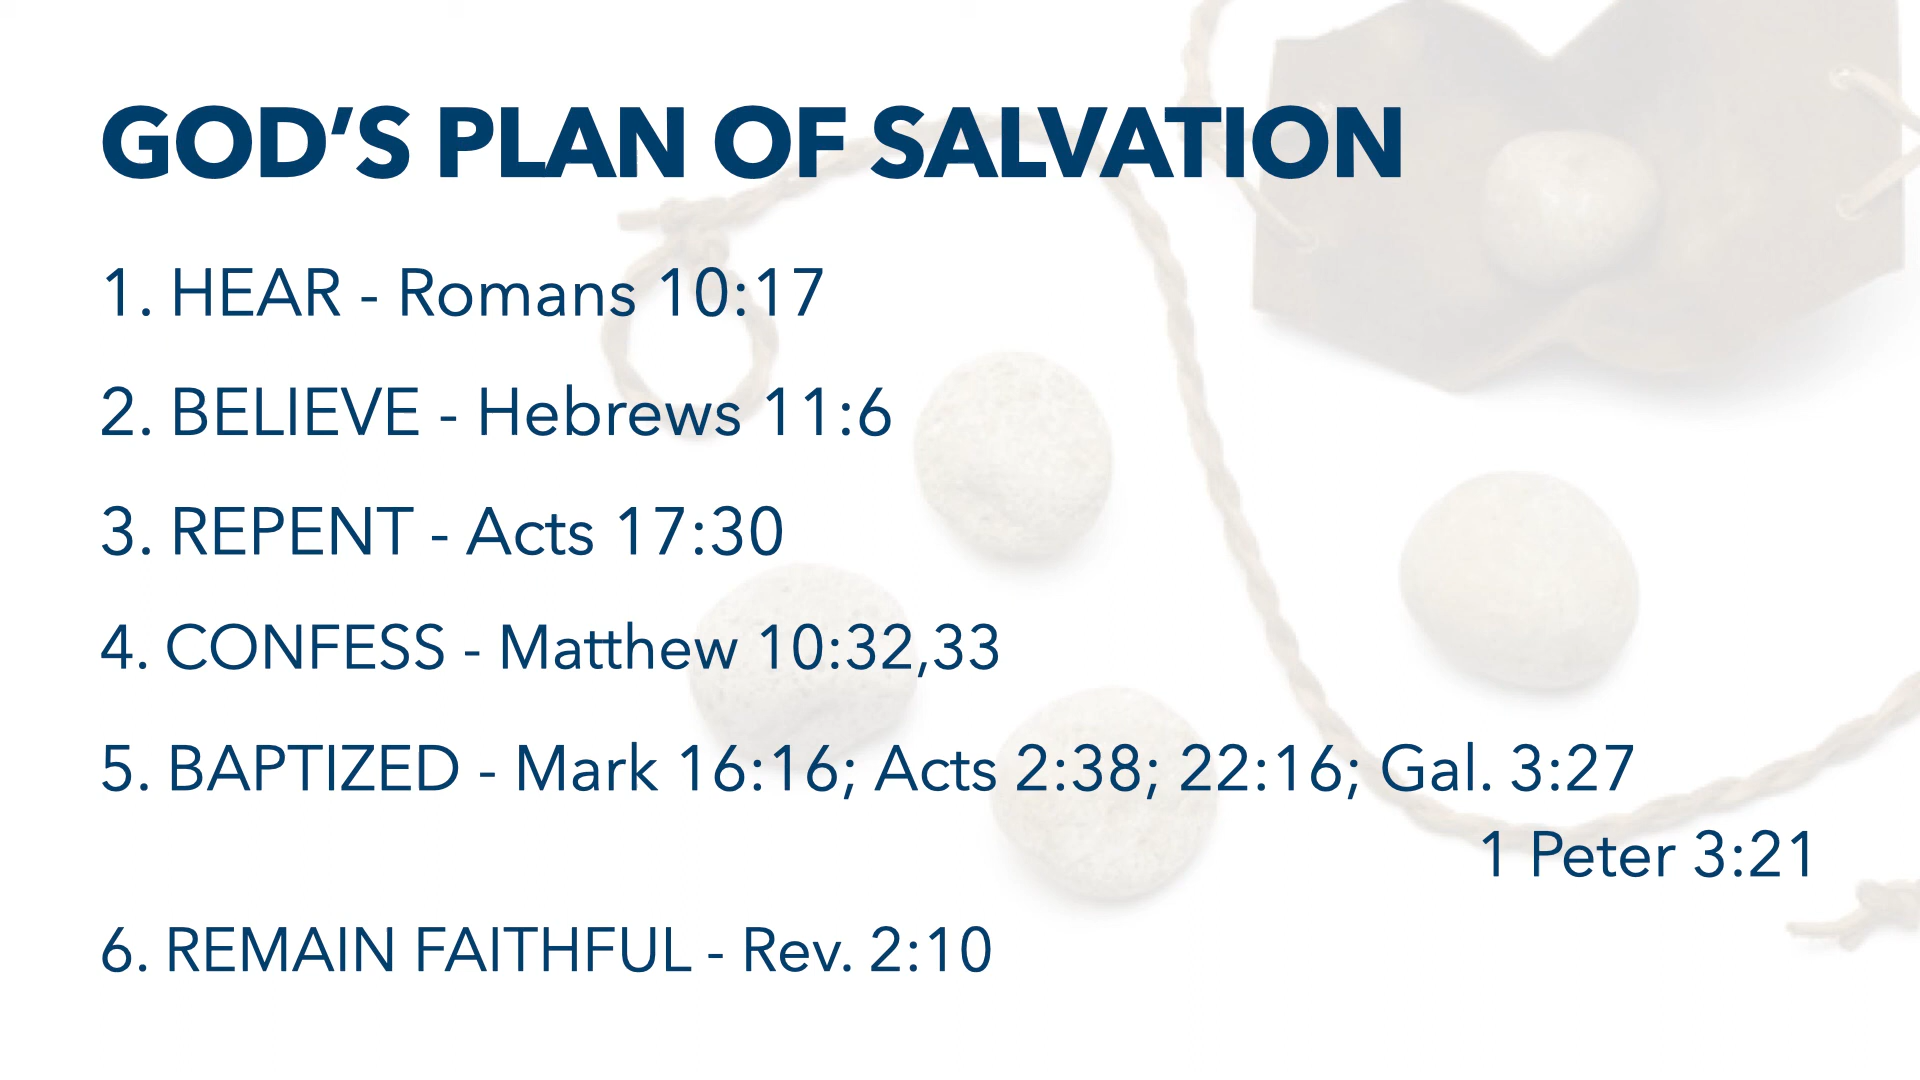 GOD’S PLAN OF SALVATION
1. HEAR - Romans 10:17
2. BELIEVE - Hebrews 11:6
3. REPENT - Acts 17:30
4. CONFESS - Matthew 10:32,33
5. BAPTIZED - Mark 16:16; Acts 2:38; 22:16; Gal. 3:27
1 Peter 3:21
6. REMAIN FAITHFUL - Rev. 2:10